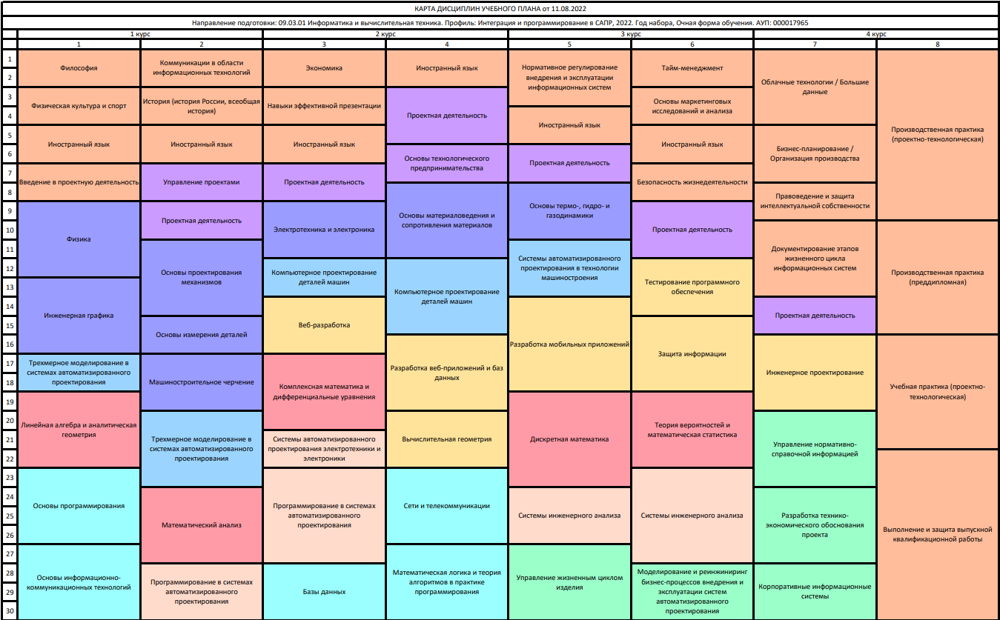 КАРТА ДИСЦИПЛИН УЧЕБНОГО ПЛАНА от 11.08.2022
Направление подготовки: 09.03.01 Информатика и вычислительная техника. Профиль: Интеграция и программирование в САПР, 2022. Год набора, Очная форма обучения. АУП: 000017965
1 курс
2 курс
3 курс
4 курс
1
2
3
4
5
6
7
8
1
2
3
4
5
6
7
8
9
10
11
12
13
14
15
16
17
18
19
20
21
22
23
24
25
26
27
28
29
30
Философия
Физическая культура и спорт
Иностранный язык
Введение в проектную деятельность
Физика
Инженерная графика
Трехмерное моделирование в
системах автоматизированного
проектирования
Линейная алгебра и аналитическая
геометрия
Основы программирования
Основы информационно-
коммуникационных технологий
Коммуникации в области
информационных технологий
История (история России, всеобщая
история)
Иностранный язык
Управление проектами
Проектная деятельность
Основы проектирования
механизмов
Основы измерения деталей
Машиностроительное черчение
Трехмерное моделирование в
системах автоматизированного
проектирования
Математический анализ
Программирование в системах
автоматизированного
проектирования
Экономика
Навыки эффективной презентации
Иностранный язык
Проектная деятельность
Электротехника и электроника
Компьютерное проектирование
деталей машин
Веб-разработка
Комплексная математика и
дифференциальные уравнения
Системы автоматизированного
проектирования электротехники и
электроники
Программирование в системах
автоматизированного
проектирования
Базы данных
Иностранный язык
Проектная деятельность
Основы технологического
предпринимательства
Основы материаловедения и
сопротивления материалов
Компьютерное проектирование
деталей машин
Разработка веб-приложений и баз
данных
Вычислительная геометрия
Сети и телекоммуникации
Математическая логика и теория
алгоритмов в практике
программирования
Нормативное регулирование
внедрения и эксплуатации
информационных систем
Иностранный язык
Проектная деятельность
Основы термо-, гидро- и
газодинамики
Системы автоматизированного
проектирования в технологии
машиностроения
Разработка мобильных приложений
Дискретная математика
Системы инженерного анализа
Управление жизненным циклом
изделия
Тайм-менеджмент
Основы маркетинговых
исследований и анализа
Иностранный язык
Безопасность жизнедеятельности
Проектная деятельность
Тестирование программного
обеспечения
Защита информации
Теория вероятностей и
математическая статистика
Системы инженерного анализа
Моделирование и реинжиниринг
бизнес-процессов внедрения и
эксплуатации систем
автоматизированного
проектирования
Облачные технологии / Большие
данные
Бизнес-планирование /
Организация производства
Правоведение и защита
интеллектуальной собственности
Документирование этапов
жизненного цикла
информационных систем
Проектная деятельность
Инженерное проектирование
Управление нормативно-
справочной информацией
Разработка технико-
экономического обоснования
проекта
Корпоративные информационные
системы
Производственная практика
(проектно-технологическая)
Производственная практика
(преддипломная)
Учебная практика (проектно-
технологическая)
Выполнение и защита выпускной
квалификационной работы